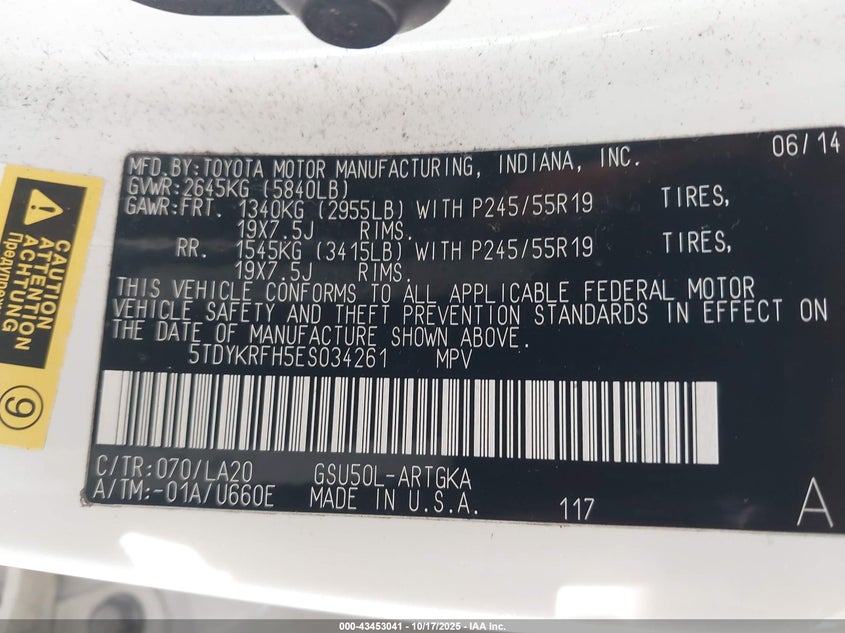 MFD.BY:TOYOTA MOTOR MANUFACTURING, INDIANA, INC. 06/14
GVWR:2645KG (5840LB)
GAWR:FRT. 1340KG (2955LB) WITH P245/55R19 TIRES,
19X7.5J RIMS.
RR. 1545KG (3415LB) WITH P245/55R19 TIRES,
19X7.5J RIMS.
THIS VEHICLE CONFORMS TO ALL APPLICABLE FEDERAL MOTOR
VEHICLE SAFETY AND THEFT PREVENTION STANDARDS IN EFFECT ON
THE DATE OF MANUFACTURE SHOWN ABOVE.
5TDYKRFH5ES034261 MPV
C/TR:070/LA20 GSU50L-ARTGKA
A/TM:-01A/U660E MADE IN U.S.A. 117 A
CAUTION
ATTENTION
ACHTUNG
9
000-43453041 - 10/17/2025 - IAA Inc.